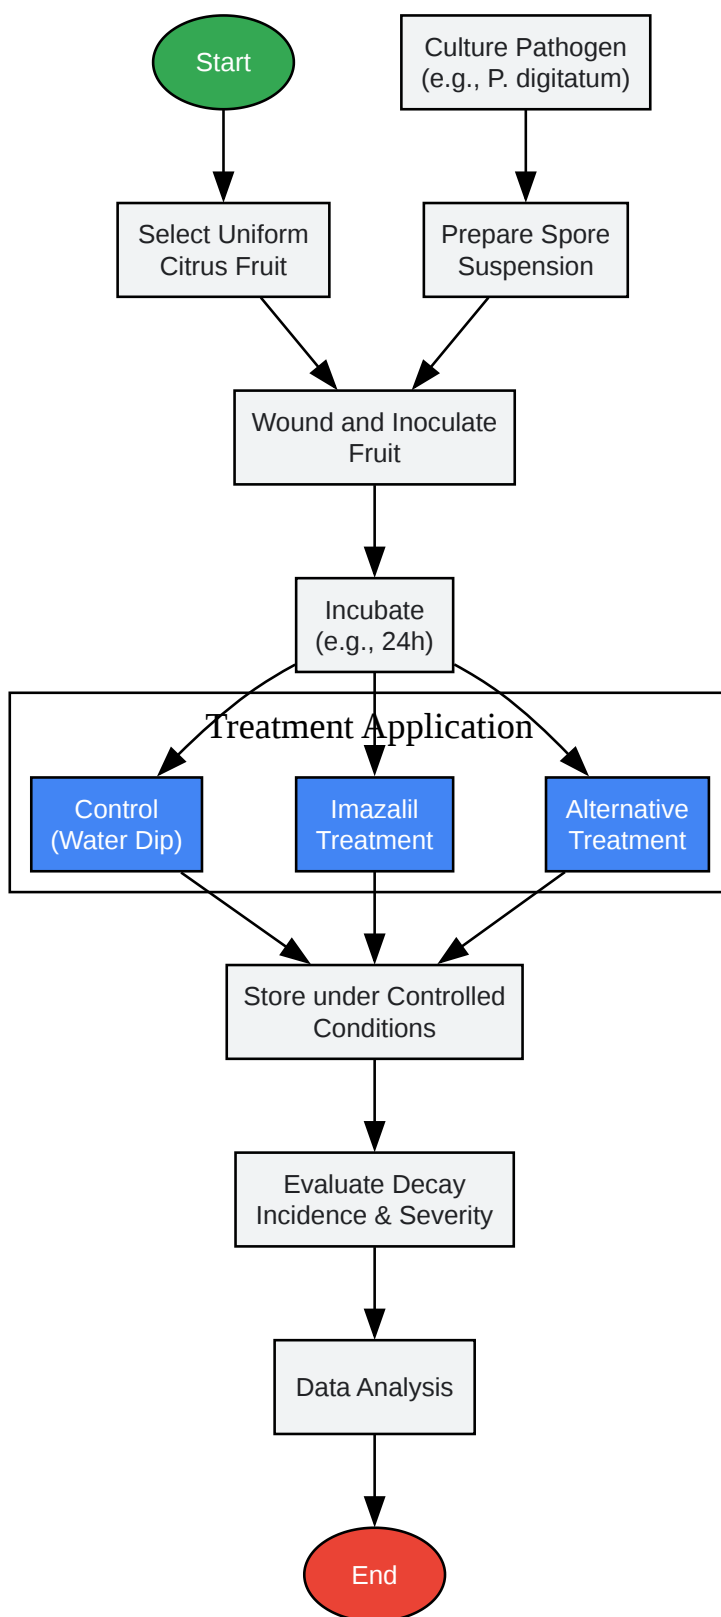 Start
Culture Pathogen
(e.g., P. digitatum)
Select Uniform
Citrus Fruit
Prepare Spore
Suspension
Wound and Inoculate
Fruit
Incubate
(e.g., 24h)
Treatment Application
Control
(Water Dip)
Imazalil
Treatment
Alternative
Treatment
Store under Controlled
Conditions
Evaluate Decay
Incidence & Severity
Data Analysis
End